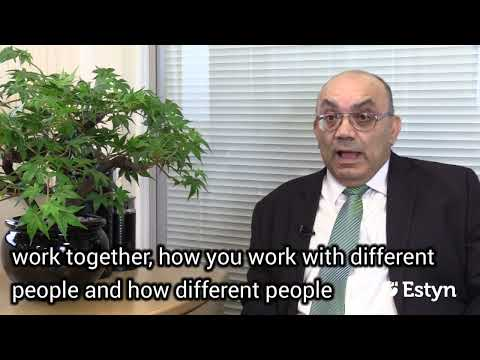 work together, how you work with different
people and how different people
Estyn